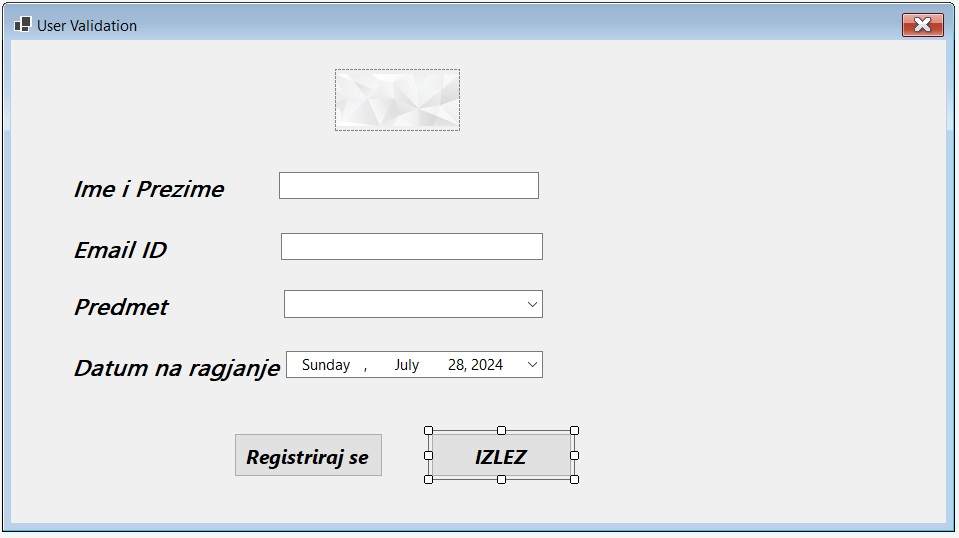 User Validation
Ime i Prezime
Email ID
Predmet
Datum na ragjanje
Sunday , July 28, 2024
Registriraj se
IZLEZ